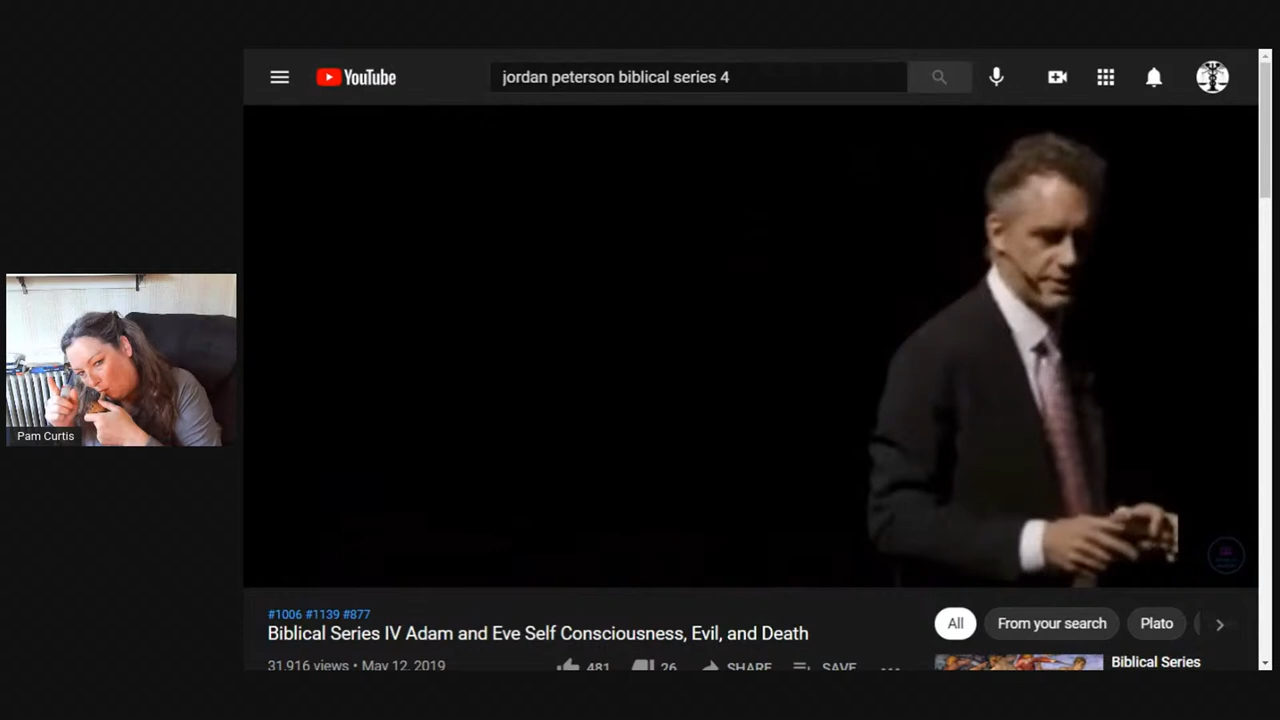 YouTube
jordan peterson biblical series 4
Pam Curtis
#1006 #1139 #877
Biblical Series IV Adam and Eve Self Consciousness, Evil, and Death
All
From your search
Plato
31,916 views • May 12, 2019
481
26
SHARE
SAVE
Biblical Series